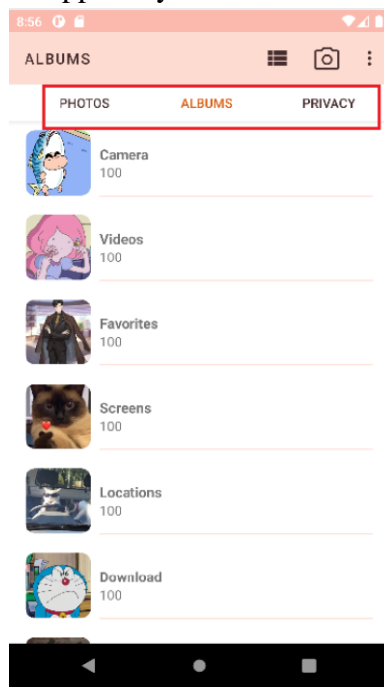 8:56
ALBUMS
PHOTOS ALBUMS PRIVACY
Camera
100
Videos
100
Favorites
100
Screens
100
Locations
100
Download
100